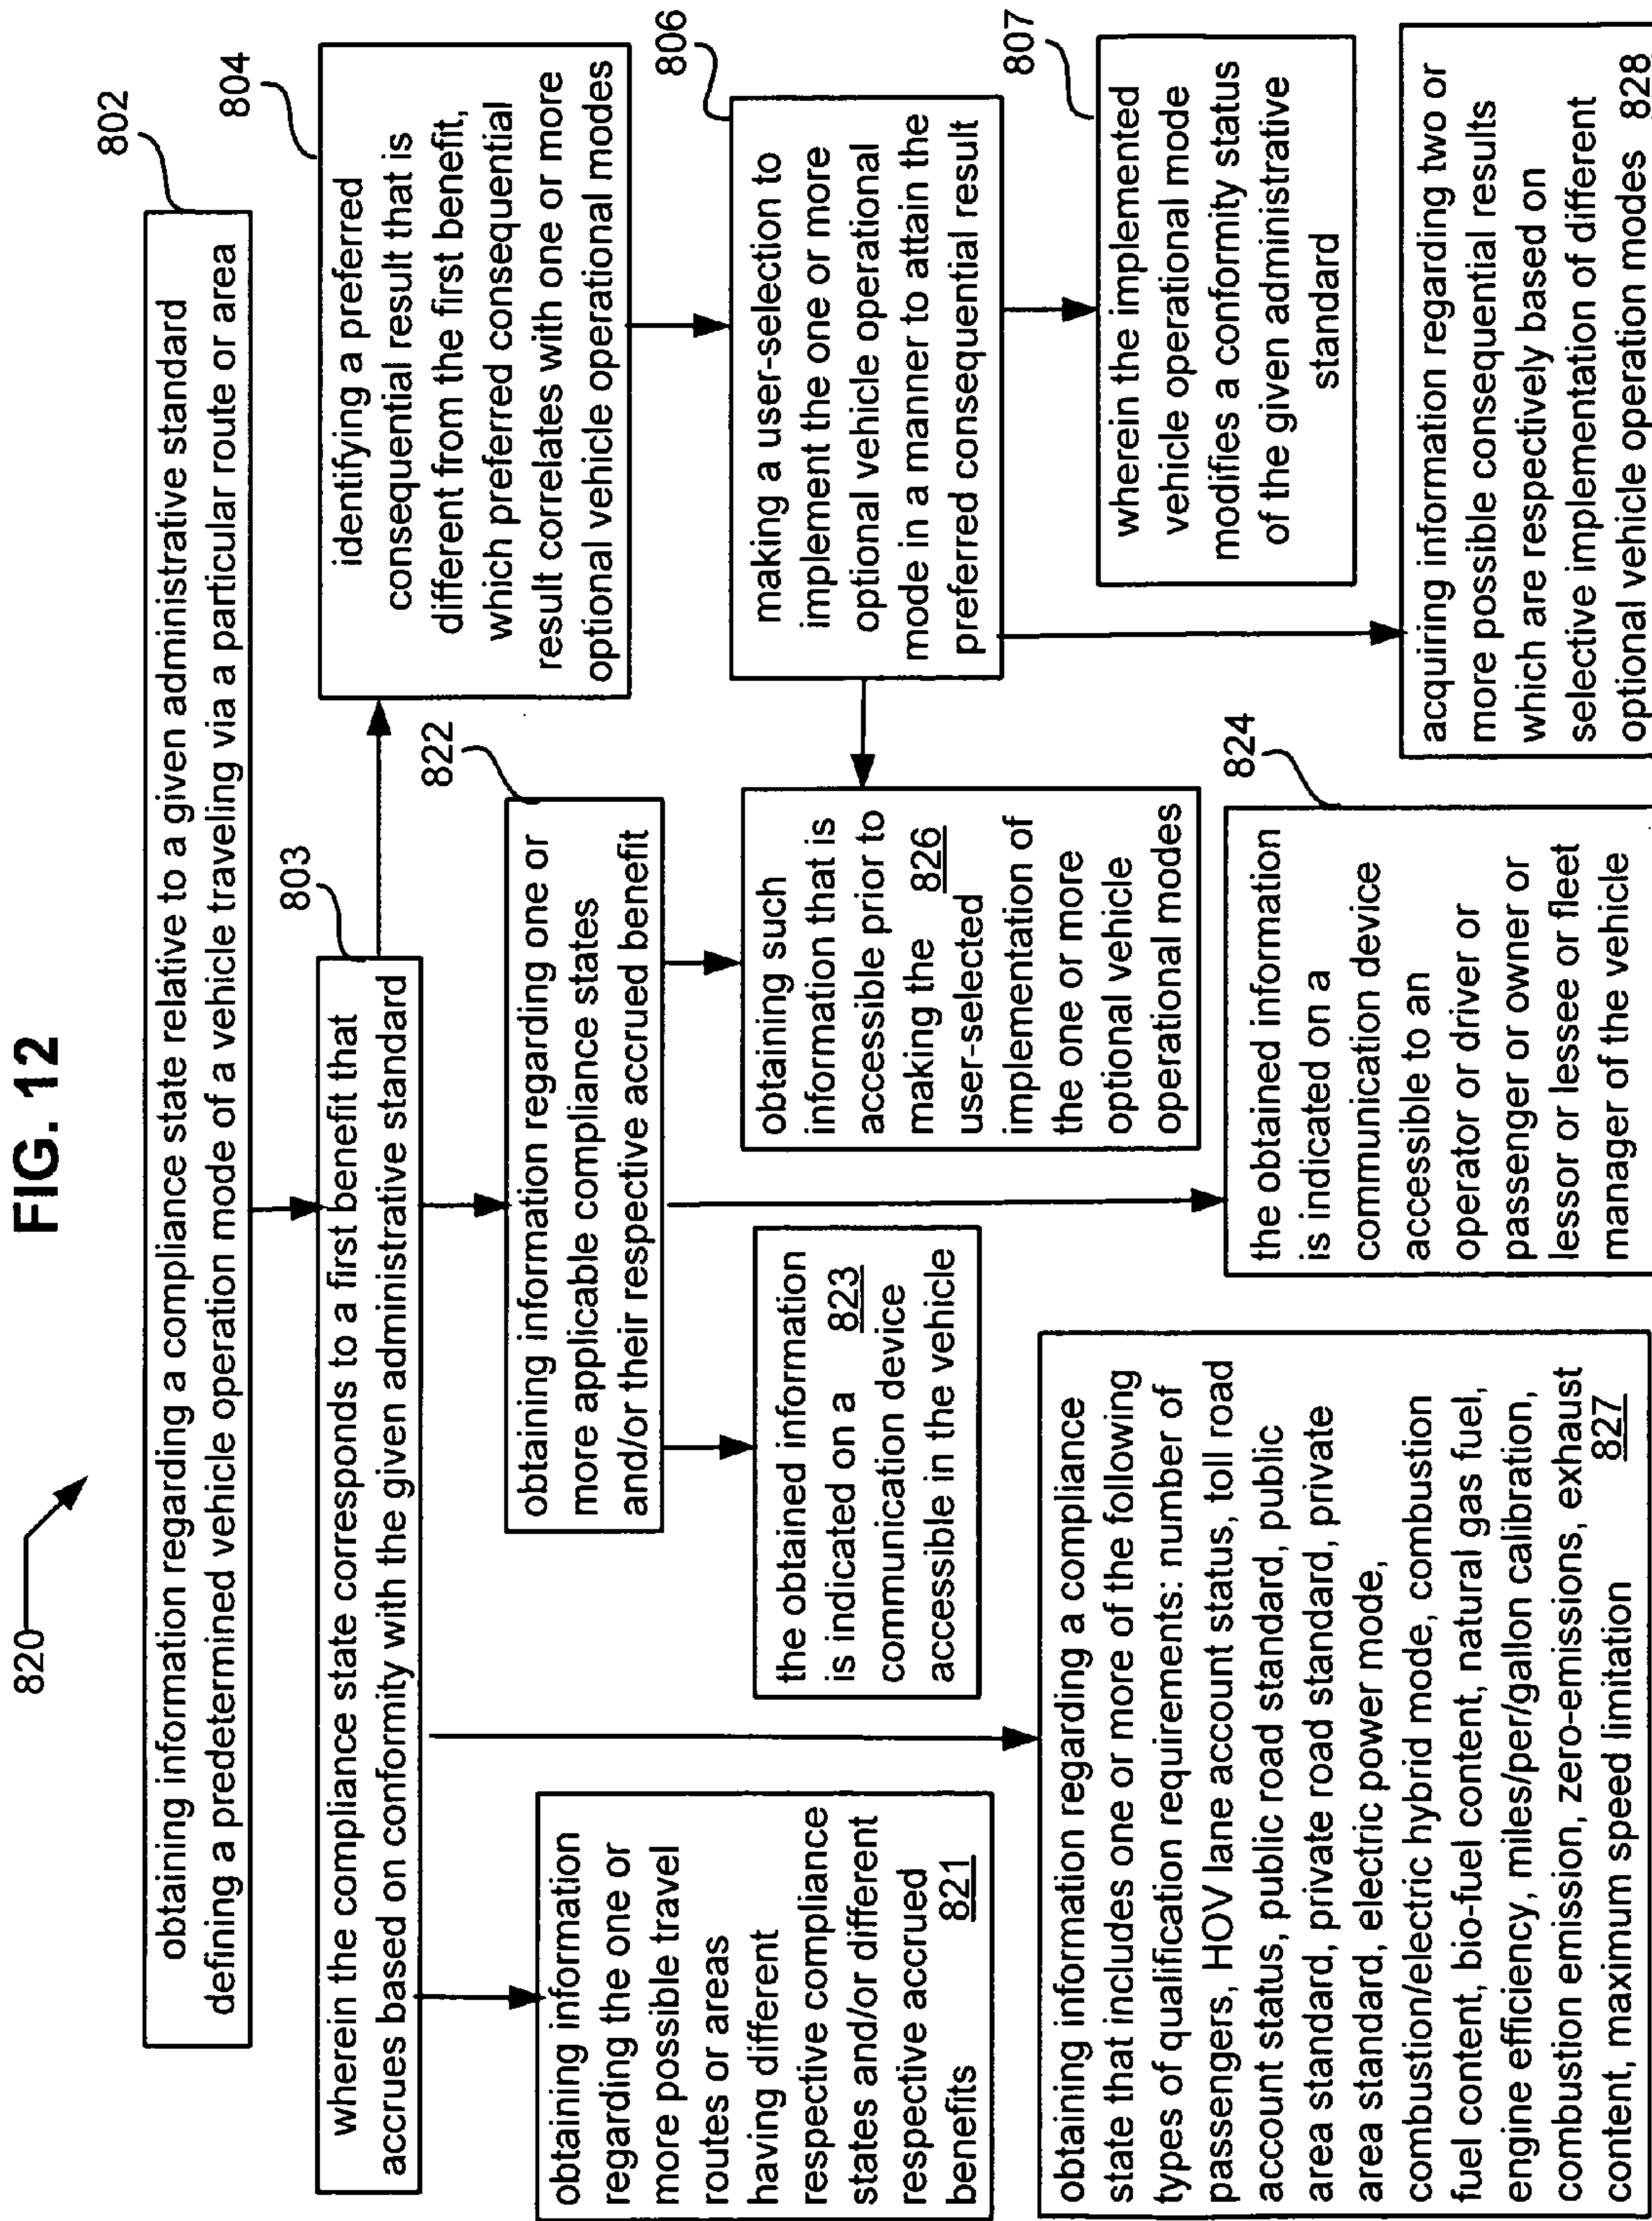 FIG. 12
820
802
obtaining information regarding a compliance state relative to a given administrative standard
defining a predetermined vehicle operation mode of a vehicle traveling via a particular route or area
803
wherein the compliance state corresponds to a first benefit that
accrues based on conformity with the given administrative standard
804
identifying a preferred
consequential result that is
different from the first benefit,
which preferred consequential
result correlates with one or more
optional vehicle operational modes
obtaining information
regarding the one or
more possible travel
routes or areas
having different
respective compliance
states and/or different
respective accrued
benefits 821
822
obtaining information regarding one or
more applicable compliance states
and/or their respective accrued benefit
806
making a user-selection to
implement the one or more
optional vehicle operational
mode in a manner to attain the
preferred consequential result
the obtained information
is indicated on a 823
communication device
accessible in the vehicle
obtaining such
information that is
accessible prior to
making the 826
user-selected
implementation of
the one or more
optional vehicle
operational modes
807
wherein the implemented
vehicle operational mode
modifies a conformity status
of the given administrative
standard
obtaining information regarding a compliance
state that includes one or more of the following
types of qualification requirements: number of
passengers, HOV lane account status, toll road
account status, public road standard, public
area standard, private road standard, private
area standard, electric power mode,
combustion/electric hybrid mode, combustion
fuel content, bio-fuel content, natural gas fuel,
engine efficiency, miles/per/gallon calibration,
combustion emission, zero-emissions, exhaust
content, maximum speed limitation 827
824
the obtained information
is indicated on a
communication device
accessible to an
operator or driver or
passenger or owner or
lessor or lessee or fleet
manager of the vehicle
acquiring information regarding two or
more possible consequential results
which are respectively based on
selective implementation of different
optional vehicle operation modes 828